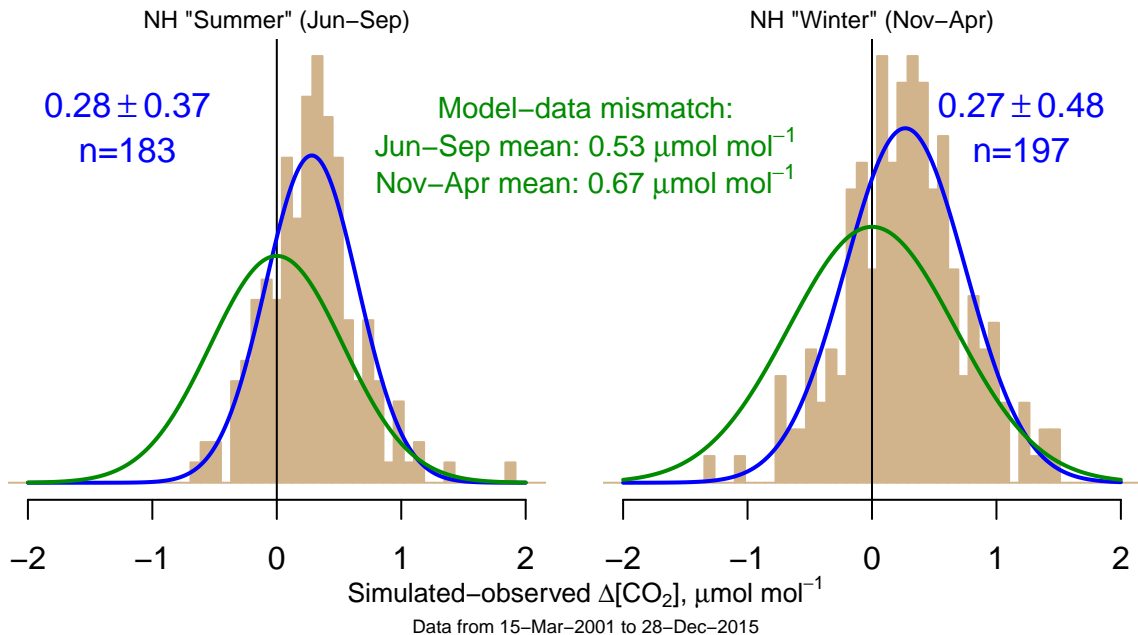 NH "Summer" (Jun−Sep)
NH "Winter" (Nov−Apr)
0.28 ± 0.37
n=183
Model−data mismatch:
Jun−Sep mean: 0.53 μmol mol⁻¹
Nov−Apr mean: 0.67 μmol mol⁻¹
0.27 ± 0.48
n=197
−2 −1 0 1 2
−2 −1 0 1 2
Simulated−observed Δ[CO₂], μmol mol⁻¹
Data from 15−Mar−2001 to 28−Dec−2015